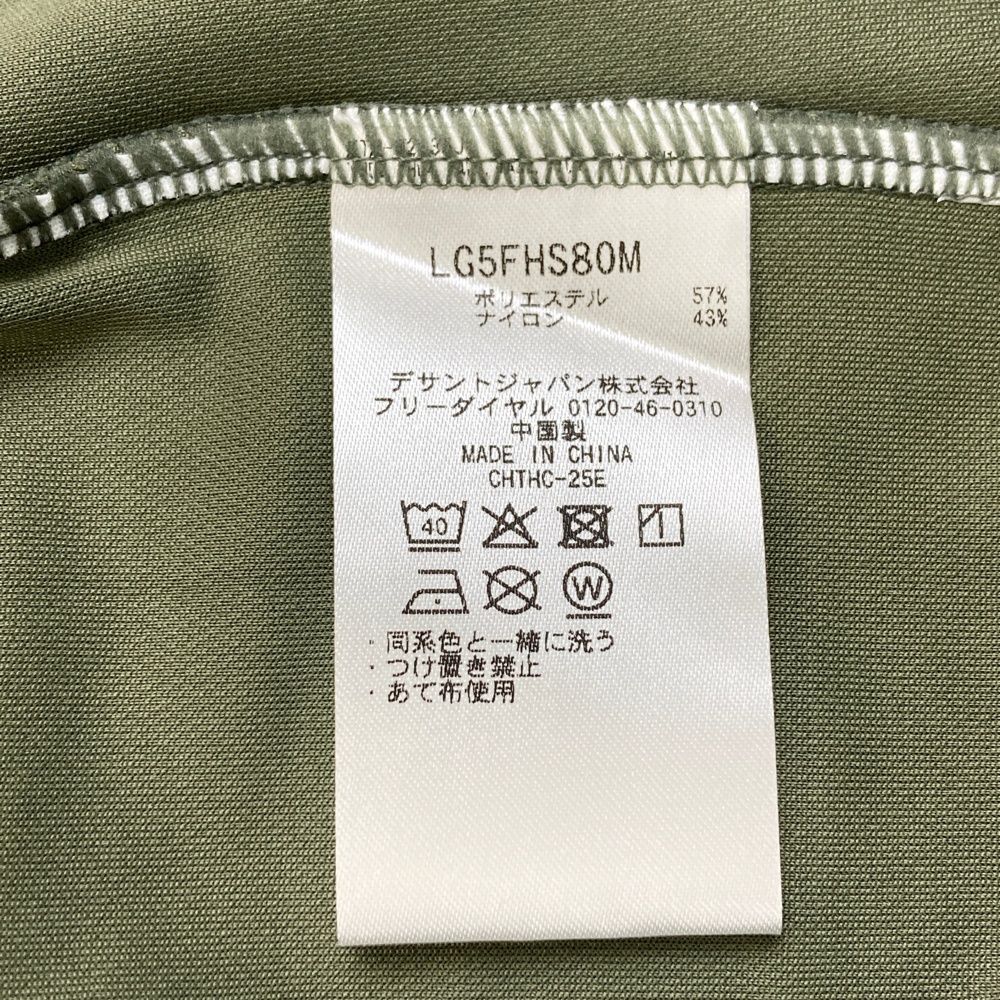 LG5FHS80M
ポリエステル 57%
ナイロン 43%
デサントジャパン株式会社
フリーダイヤル 0120-46-0310
中国製
MADE IN CHINA
CHTHC-25E
40
1
W
・同系色と一緒に洗う
・つけ置き禁止
・あて布使用